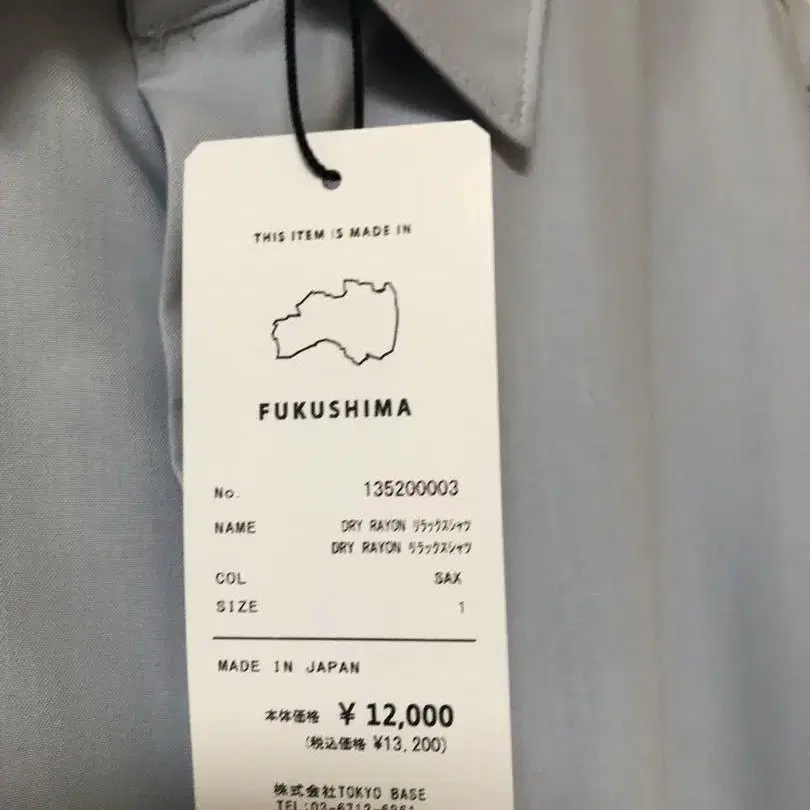 THIS ITEM IS MADE IN
FUKUSHIMA
No. 135200003
NAME DRY RAYON リラックスシャツ
DRY RAYON リラックスシャツ
COL SAX
SIZE 1
MADE IN JAPAN
本体価格 ¥ 12,000
(税込価格 ¥13,200)
株式会社TOKYO BASE